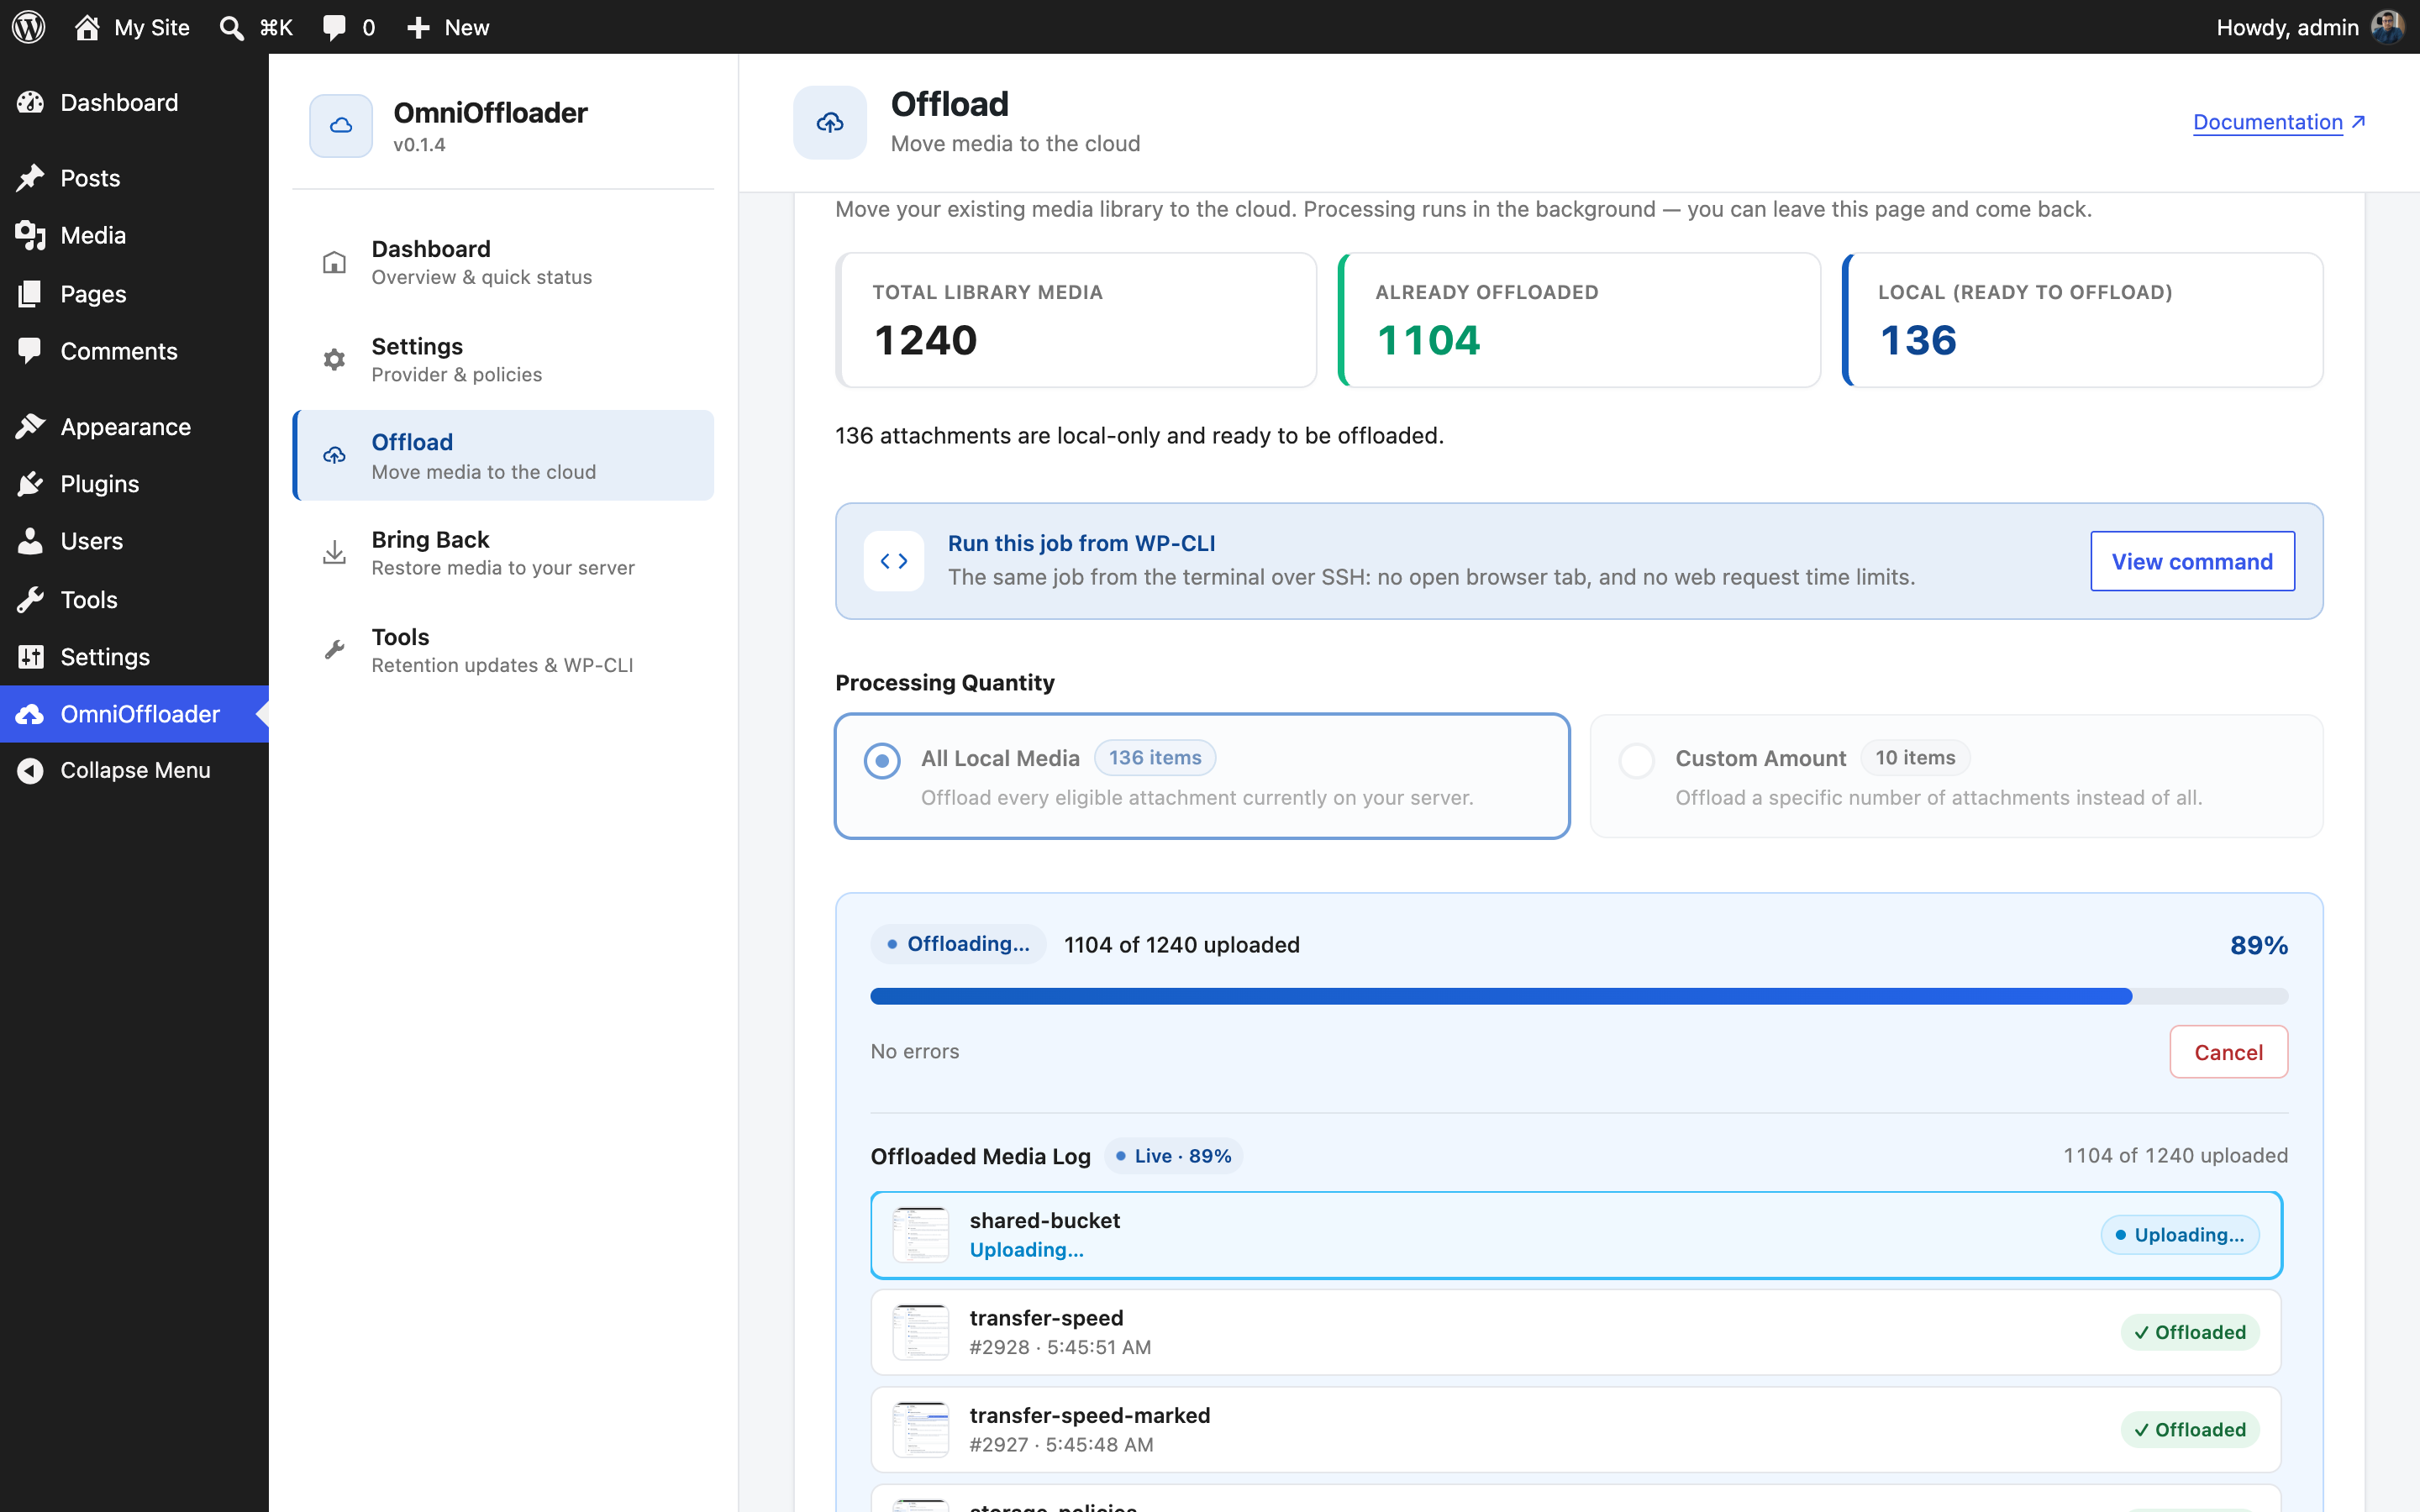 My Site
⌘K
0
New
Howdy, admin
Dashboard
Posts
Media
Pages
Comments
Appearance
Plugins
Users
Tools
Settings
OmniOffloader
Collapse Menu
OmniOffloader
v0.1.4
Dashboard
Overview & quick status
Settings
Provider & policies
Offload
Move media to the cloud
Bring Back
Restore media to your server
Tools
Retention updates & WP-CLI
Offload
Move media to the cloud
Documentation ↗
Move your existing media library to the cloud. Processing runs in the background — you can leave this page and come back.
TOTAL LIBRARY MEDIA
1240
ALREADY OFFLOADED
1104
LOCAL (READY TO OFFLOAD)
136
136 attachments are local-only and ready to be offloaded.
Run this job from WP-CLI
The same job from the terminal over SSH: no open browser tab, and no web request time limits.
View command
Processing Quantity
All Local Media 136 items
Offload every eligible attachment currently on your server.
Custom Amount 10 items
Offload a specific number of attachments instead of all.
Offloading... 1104 of 1240 uploaded 89%
No errors
Cancel
Offloaded Media Log Live · 89% 1104 of 1240 uploaded
shared-bucket
Uploading...
Uploading...
transfer-speed
#2928 · 5:45:51 AM
✓ Offloaded
transfer-speed-marked
#2927 · 5:45:48 AM
✓ Offloaded